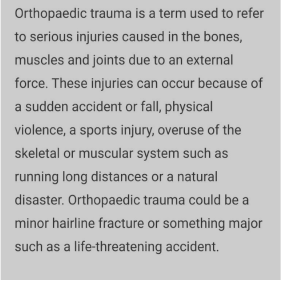 Orthopaedic trauma is a term used to refer
to serious injuries caused in the bones,
muscles and joints due to an external
force. These injuries can occur because of
a sudden accident or fall, physical
violence, a sports injury, overuse of the
skeletal or muscular system such as
running long distances or a natural
disaster. Orthopaedic trauma could be a
minor hairline fracture or something major
such as a life-threatening accident.